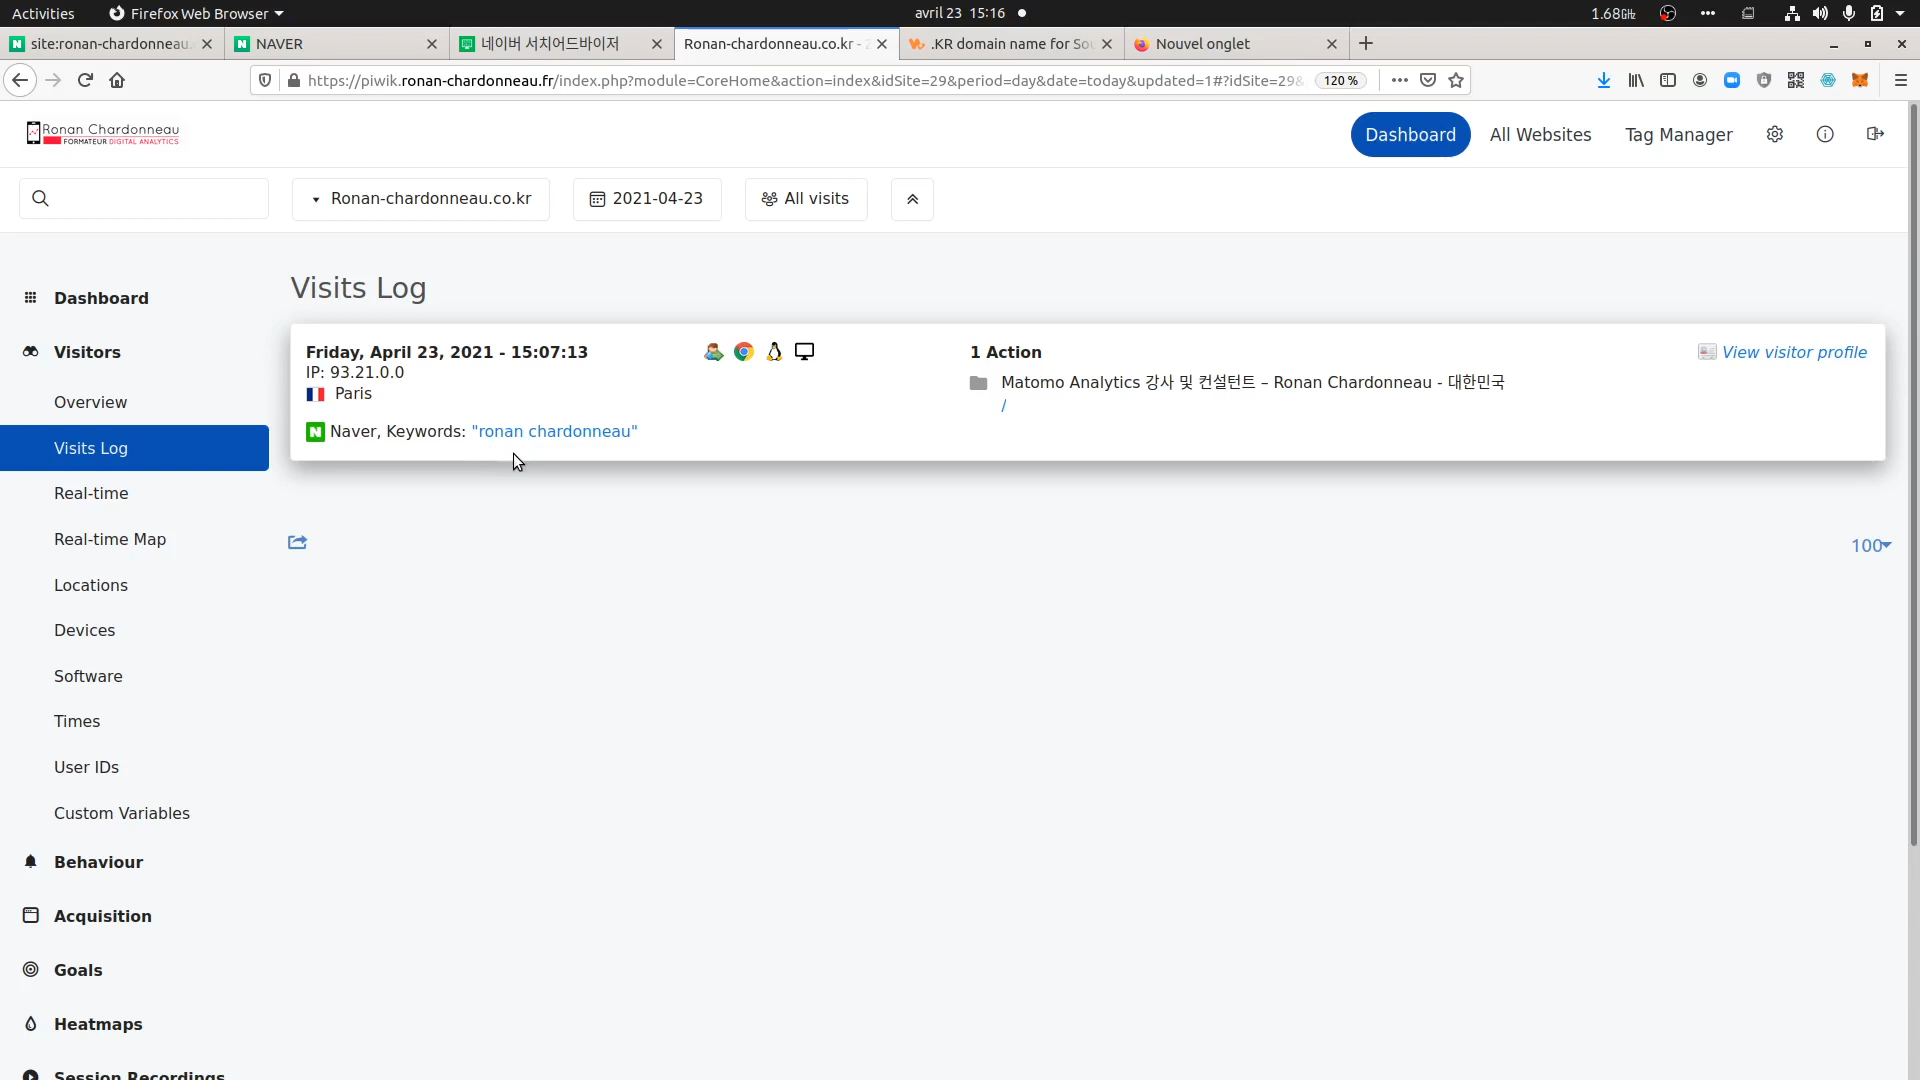 Activities
Firefox Web Browser
avril 23 15:16
1.68GHz
site:ronan-chardonneau.
NAVER
네이버 서치어드바이저
Ronan-chardonneau.co.kr - 2
.KR domain name for Sou
Nouvel onglet
https://piwik.ronan-chardonneau.fr/index.php?module=CoreHome&action=index&idSite=29&period=day&date=today&updated=1#?idSite=29&
120 %
Ronan Chardonneau
FORMATEUR DIGITAL ANALYTICS
Dashboard
All Websites
Tag Manager
Ronan-chardonneau.co.kr
2021-04-23
All visits
Dashboard
Visitors
Overview
Visits Log
Real-time
Real-time Map
Locations
Devices
Software
Times
User IDs
Custom Variables
Behaviour
Acquisition
Goals
Heatmaps
Session Recordings
Visits Log
Friday, April 23, 2021 - 15:07:13
IP: 93.21.0.0
Paris
Naver, Keywords: "ronan chardonneau"
1 Action
Matomo Analytics 강사 및 컨설턴트 – Ronan Chardonneau - 대한민국
/
View visitor profile
100